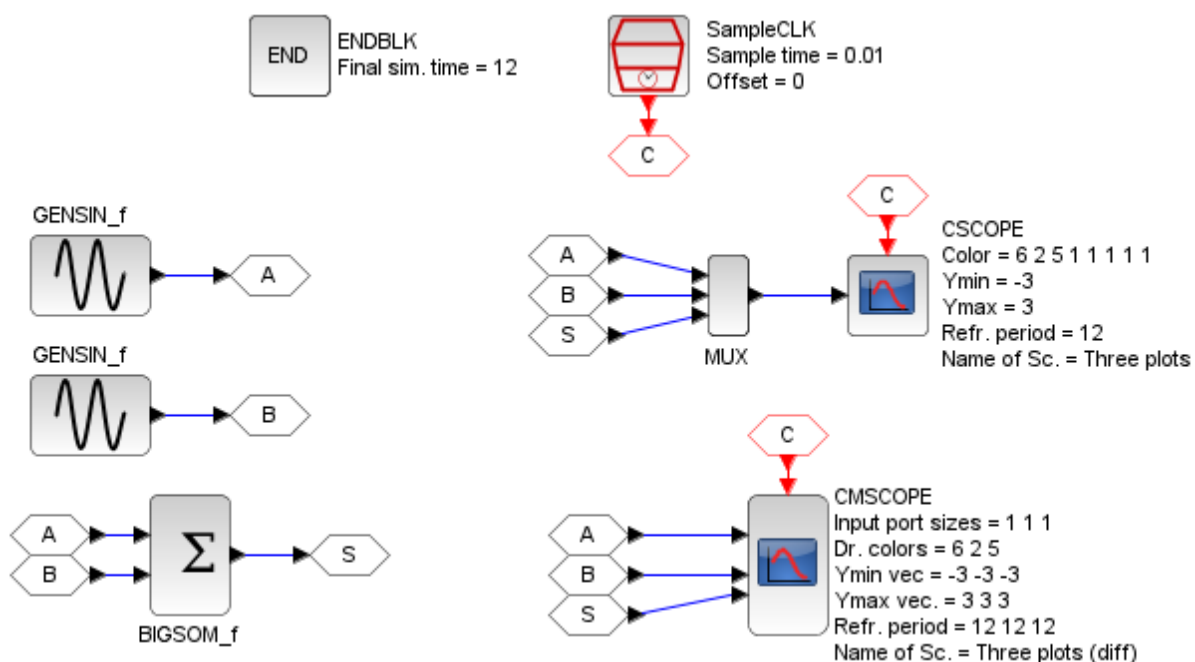 END
ENDBLK
Final sim. time = 12
SampleCLK
Sample time = 0.01
Offset = 0
C
GENSIN_f
A
GENSIN_f
B
A
B
Σ
S
BIGSOM_f
C
A
B
S
MUX
CSCOPE
Color = 6 2 5 1 1 1 1 1
Ymin = -3
Ymax = 3
Refr. period = 12
Name of Sc. = Three plots
C
A
B
S
CMSCOPE
Input port sizes = 1 1 1
Dr. colors = 6 2 5
Ymin vec = -3 -3 -3
Ymax vec. = 3 3 3
Refr. period = 12 12 12
Name of Sc. = Three plots (diff)